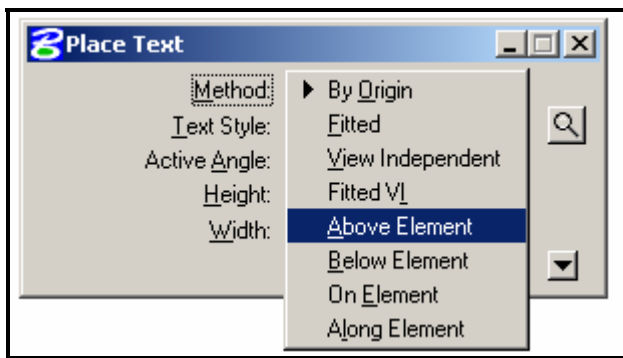 Place Text
Method:
Text Style:
Active Angle:
Height:
Width:
By Origin
Fitted
View Independent
Fitted VI
Above Element
Below Element
On Element
Along Element